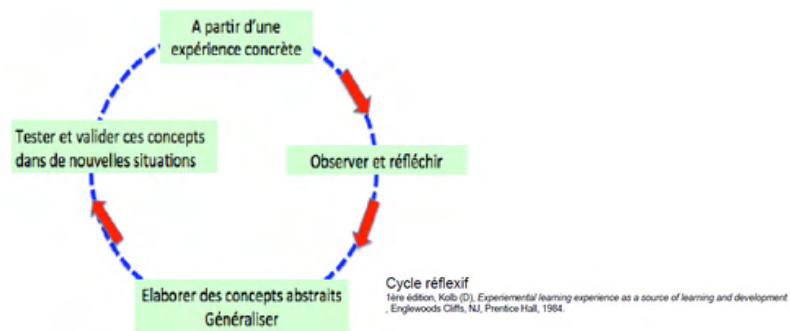 A partir d'une
expérience concrète
Tester et valider ces concepts
dans de nouvelles situations
Observer et réfléchir
Elaborer des concepts abstraits
Généraliser
Cycle réflexif
1ère édition, Kolb (D), Experiemental learning experience as a source of learning and development
, Englewoods Cliffs, NJ, Prentice Hall, 1984.